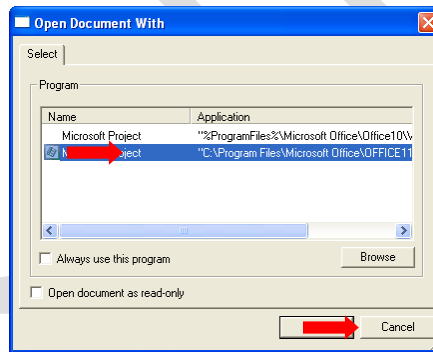 Open Document With
Select
Program
Name Application
Microsoft Project "%ProgramFiles%\Microsoft Office\Office10\\
"C:\Program Files\Microsoft Office\OFFICE11
Always use this program
Browse
Open document as read-only
Cancel